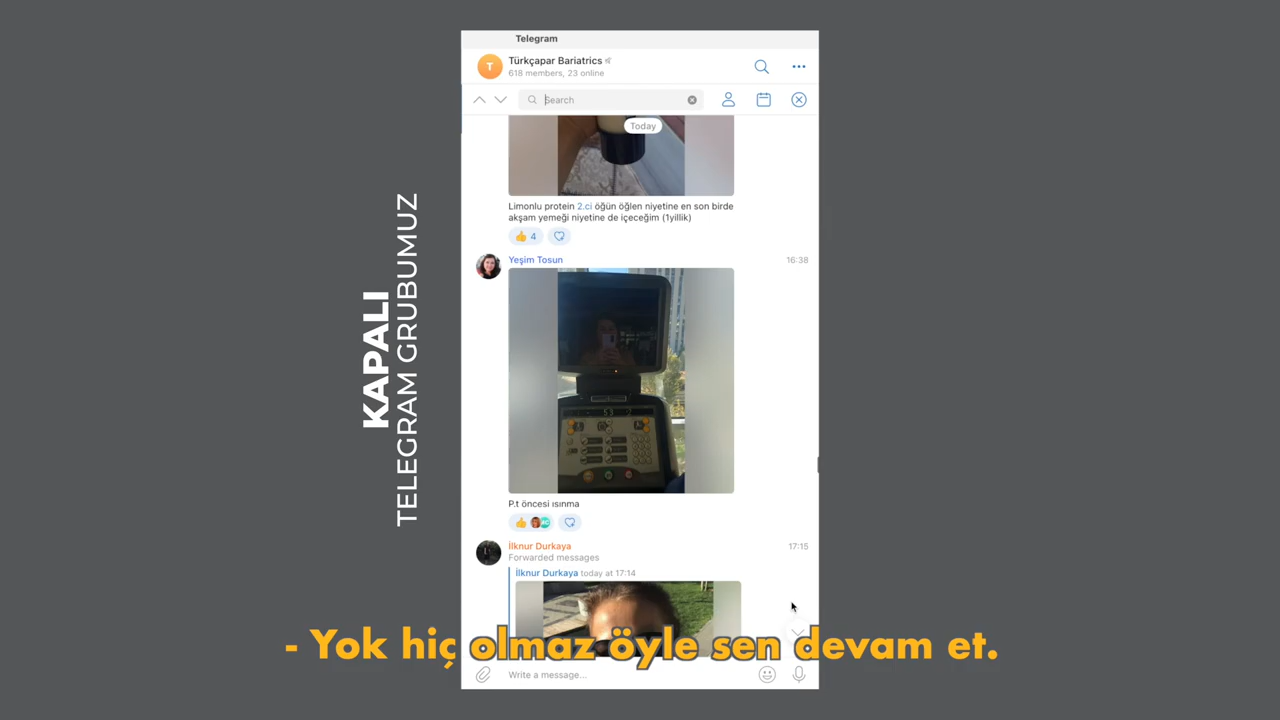 Telegram
T
Türkçapar Bariatrics
618 members, 23 online
Search
Today
Limonlu protein 2.ci öğün öğlen niyetine en son birde
akşam yemeği niyetine de içeceğim (1yillik)
4
Yeşim Tosun
16:38
P.t öncesi ısınma
İlknur Durkaya
17:15
Forwarded messages
İlknur Durkaya today at 17:14
Write a message...
KAPALI
TELEGRAM GRUBUMUZ
- Yok hiç olmaz öyle sen devam et.